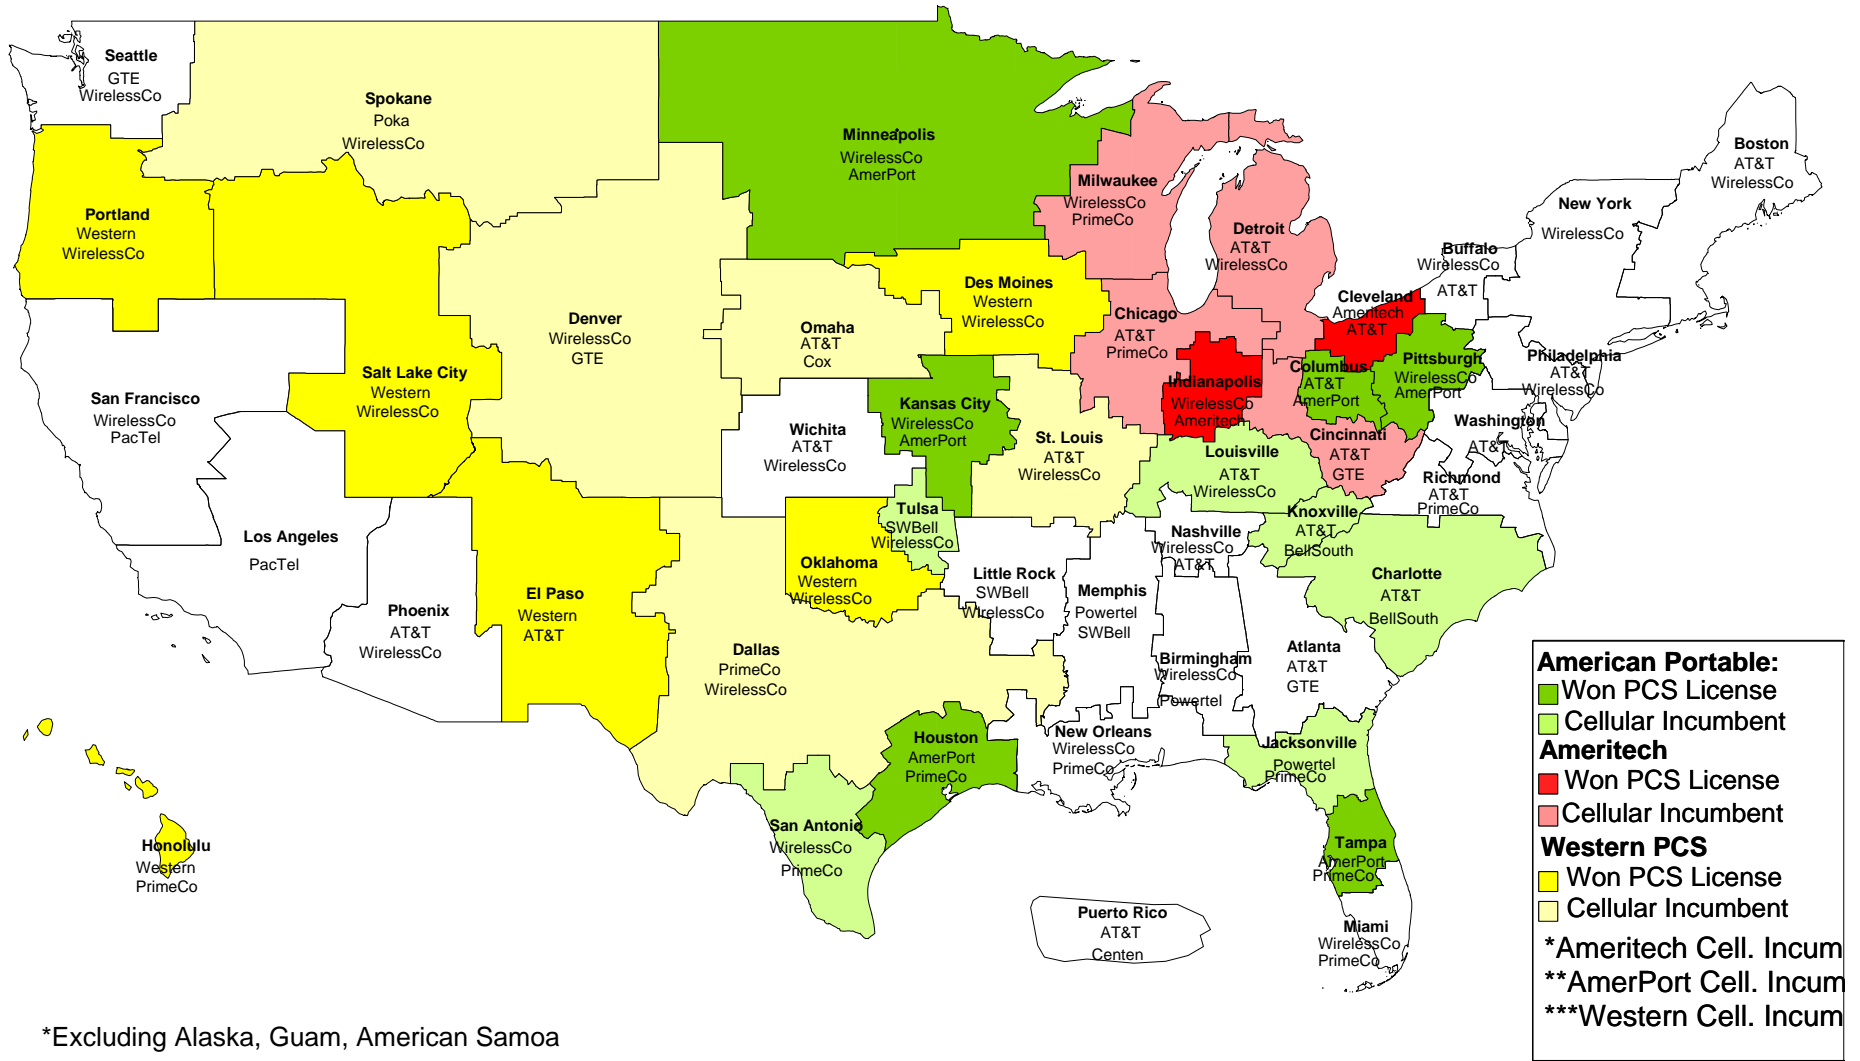 Seattle
GTE
WirelessCo
Spokane
Poka
WirelessCo
Minneapolis
WirelessCo
AmerPort
Boston
AT&T
WirelessCo
Milwaukee
WirelessCo
PrimeCo
New York
WirelessCo
Portland
Western
WirelessCo
Detroit
AT&T
WirelessCo
Buffalo
WirelessCo
AT&T
Des Moines
Western
WirelessCo
Cleveland
Ameritech
AT&T
Denver
WirelessCo
GTE
Omaha
AT&T
Cox
Chicago
AT&T
PrimeCo
Pittsburgh
WirelessCo
AmerPort
Philadelphia
AT&T
WirelessCo
Columbus
AT&T
AmerPort
Salt Lake City
Western
WirelessCo
Indianapolis
WirelessCo
Ameritech
San Francisco
WirelessCo
PacTel
Kansas City
WirelessCo
AmerPort
Washington
AT&T
Wichita
AT&T
WirelessCo
St. Louis
AT&T
WirelessCo
Cincinnati
AT&T
GTE
Louisville
AT&T
WirelessCo
Richmond
AT&T
PrimeCo
Tulsa
SWBell
WirelessCo
Knoxville
AT&T
BellSouth
Nashville
WirelessCo
AT&T
Los Angeles
PacTel
Oklahoma
Western
WirelessCo
Little Rock
SWBell
WirelessCo
Charlotte
AT&T
BellSouth
El Paso
Western
AT&T
Memphis
Powertel
SWBell
Phoenix
AT&T
WirelessCo
Dallas
PrimeCo
WirelessCo
Birmingham
WirelessCo
Powertel
Atlanta
AT&T
GTE
Houston
AmerPort
PrimeCo
New Orleans
WirelessCo
PrimeCo
Jacksonville
Powertel
PrimeCo
San Antonio
WirelessCo
PrimeCo
Honolulu
Western
PrimeCo
Tampa
AmerPort
PrimeCo
Puerto Rico
AT&T
Centen
Miami
WirelessCo
PrimeCo
American Portable:
Won PCS License
Cellular Incumbent
Ameritech
Won PCS License
Cellular Incumbent
Western PCS
Won PCS License
Cellular Incumbent
*Ameritech Cell. Incum
**AmerPort Cell. Incum
***Western Cell. Incum
*Excluding Alaska, Guam, American Samoa